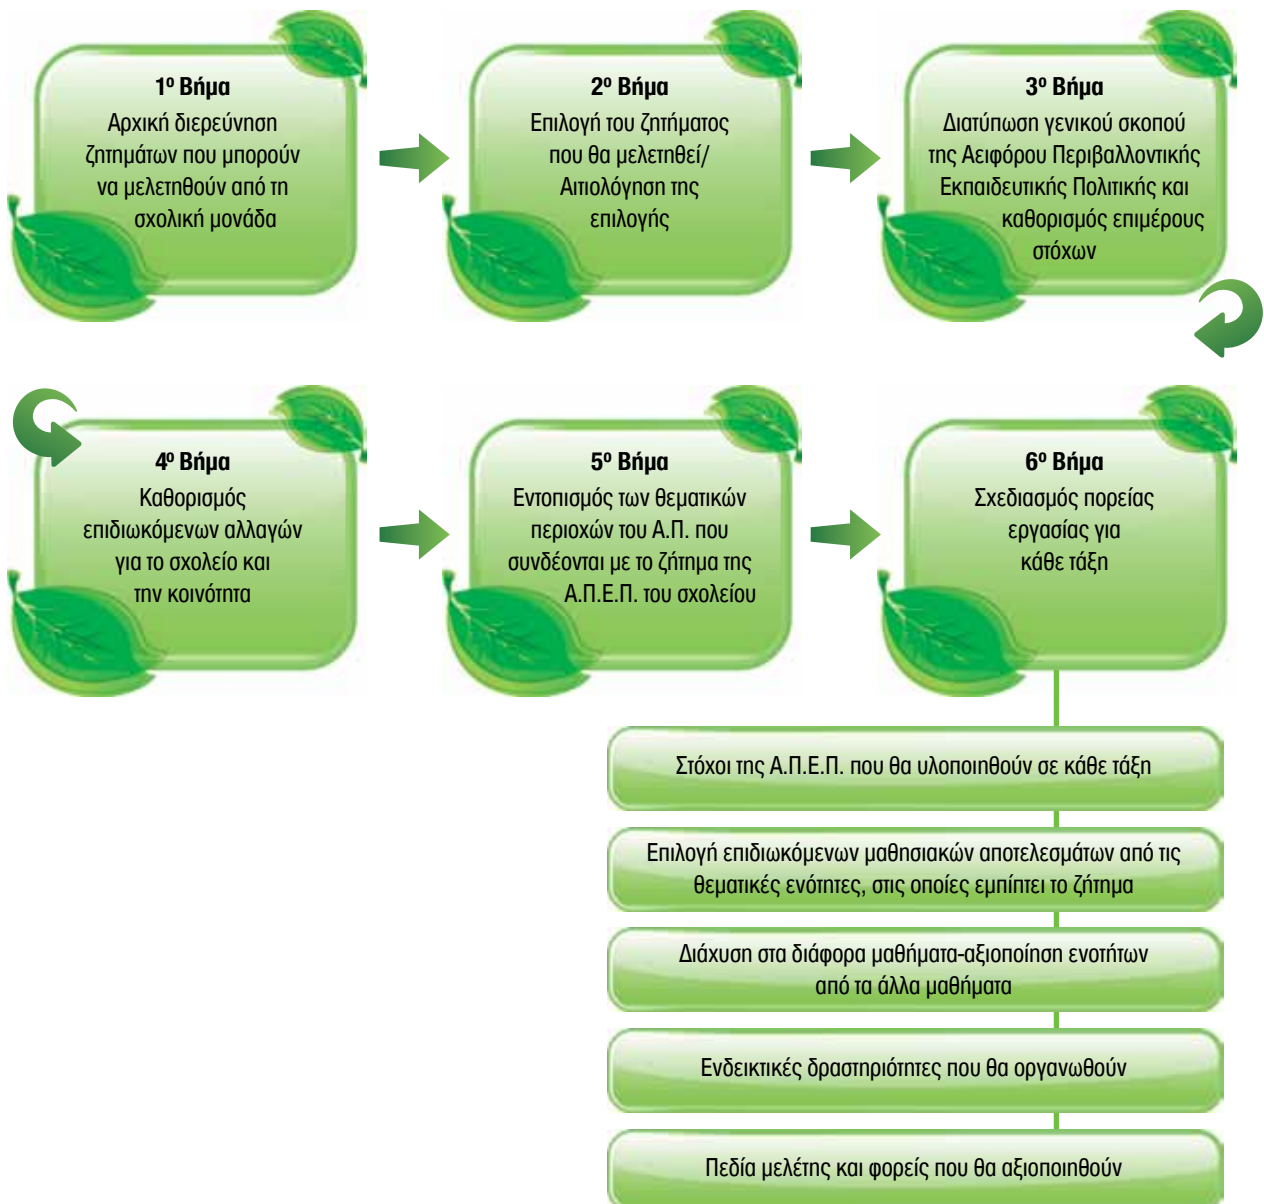 1ο Βήμα
Αρχική διερεύνηση
ζητημάτων που μπορούν
να μελετηθούν από τη
σχολική μονάδα
2ο Βήμα
Επιλογή του ζητήματος
που θα μελετηθεί/
Αιτιολόγηση της
επιλογής
3ο Βήμα
Διατύπωση γενικού σκοπού
της Αειφόρου Περιβαλλοντικής
Εκπαιδευτικής Πολιτικής και
καθορισμός επιμέρους
στόχων
4ο Βήμα
Καθορισμός
επιδιωκόμενων αλλαγών
για το σχολείο και
την κοινότητα
5ο Βήμα
Εντοπισμός των θεματικών
περιοχών του Α.Π. που
συνδέονται με το ζήτημα της
Α.Π.Ε.Π. του σχολείου
6ο Βήμα
Σχεδιασμός πορείας
εργασίας για
κάθε τάξη
Στόχοι της Α.Π.Ε.Π. που θα υλοποιηθούν σε κάθε τάξη
Επιλογή επιδιωκόμενων μαθησιακών αποτελεσμάτων από τις
θεματικές ενότητες, στις οποίες εμπίπτει το ζήτημα
Διάχυση στα διάφορα μαθήματα-αξιοποίηση ενοτήτων
από τα άλλα μαθήματα
Ενδεικτικές δραστηριότητες που θα οργανωθούν
Πεδία μελέτης και φορείς που θα αξιοποιηθούν